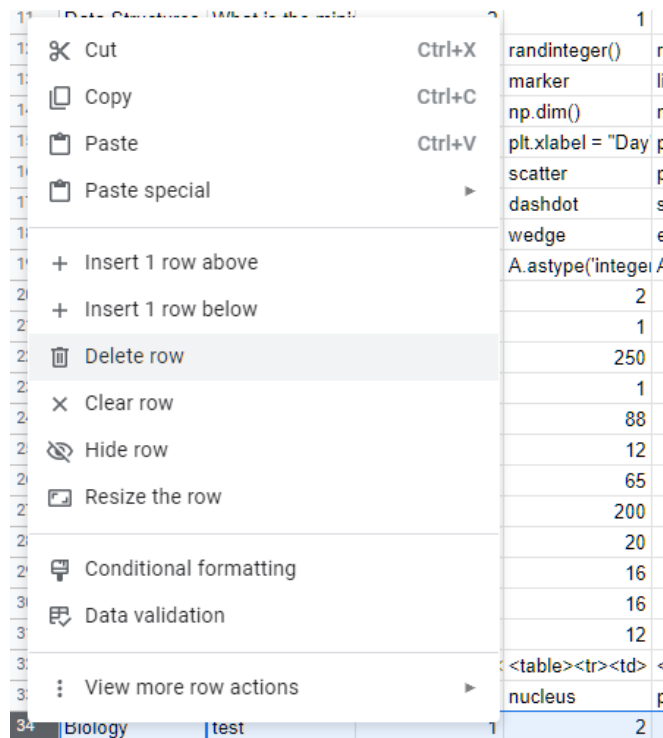 11 1
Cut Ctrl+X randinteger()
Copy Ctrl+C marker
np.dim()
Paste Ctrl+V plt.xlabel = "Day
Paste special scatter
dashdot
wedge
Insert 1 row above A.astype('integer
Insert 1 row below 2
1
Delete row 250
Clear row 1
88
Hide row 12
65
Resize the row 200
20
Conditional formatting 16
Data validation 16
12
<table><tr><td>
View more row actions nucleus
34 Biology test 1 2